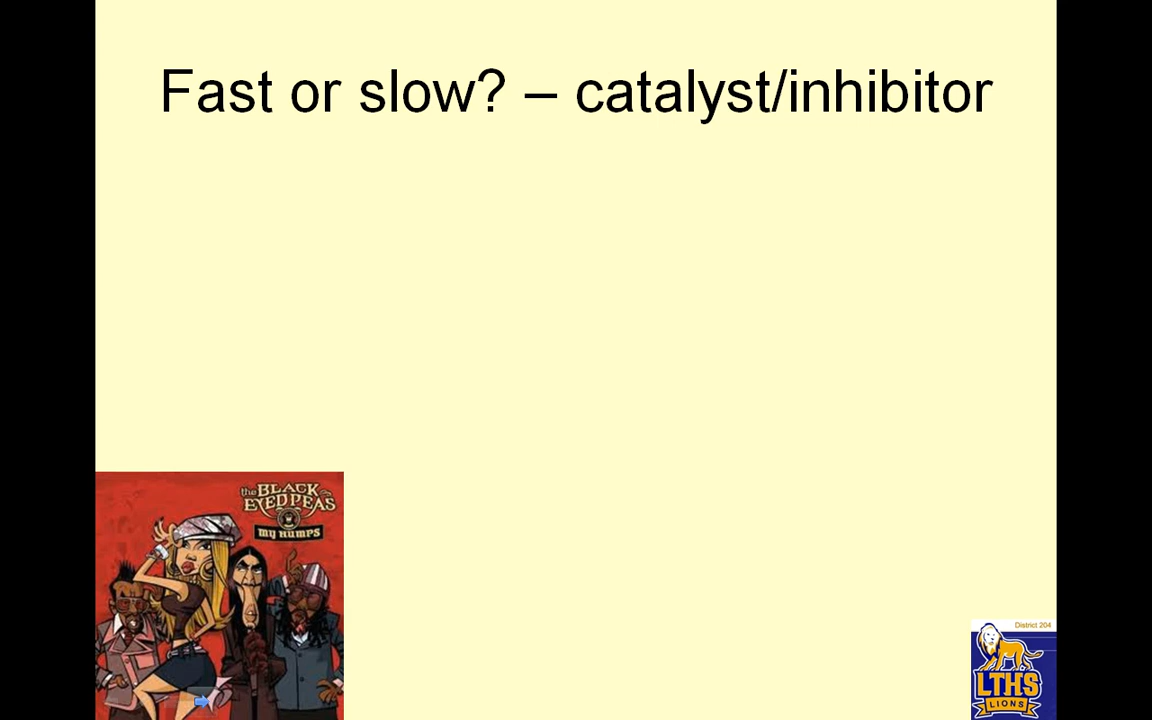 Fast or slow? – catalyst/inhibitor
the BLACK
EYED PEAS
MY HUMPS
District 204
LTHS
LIONS